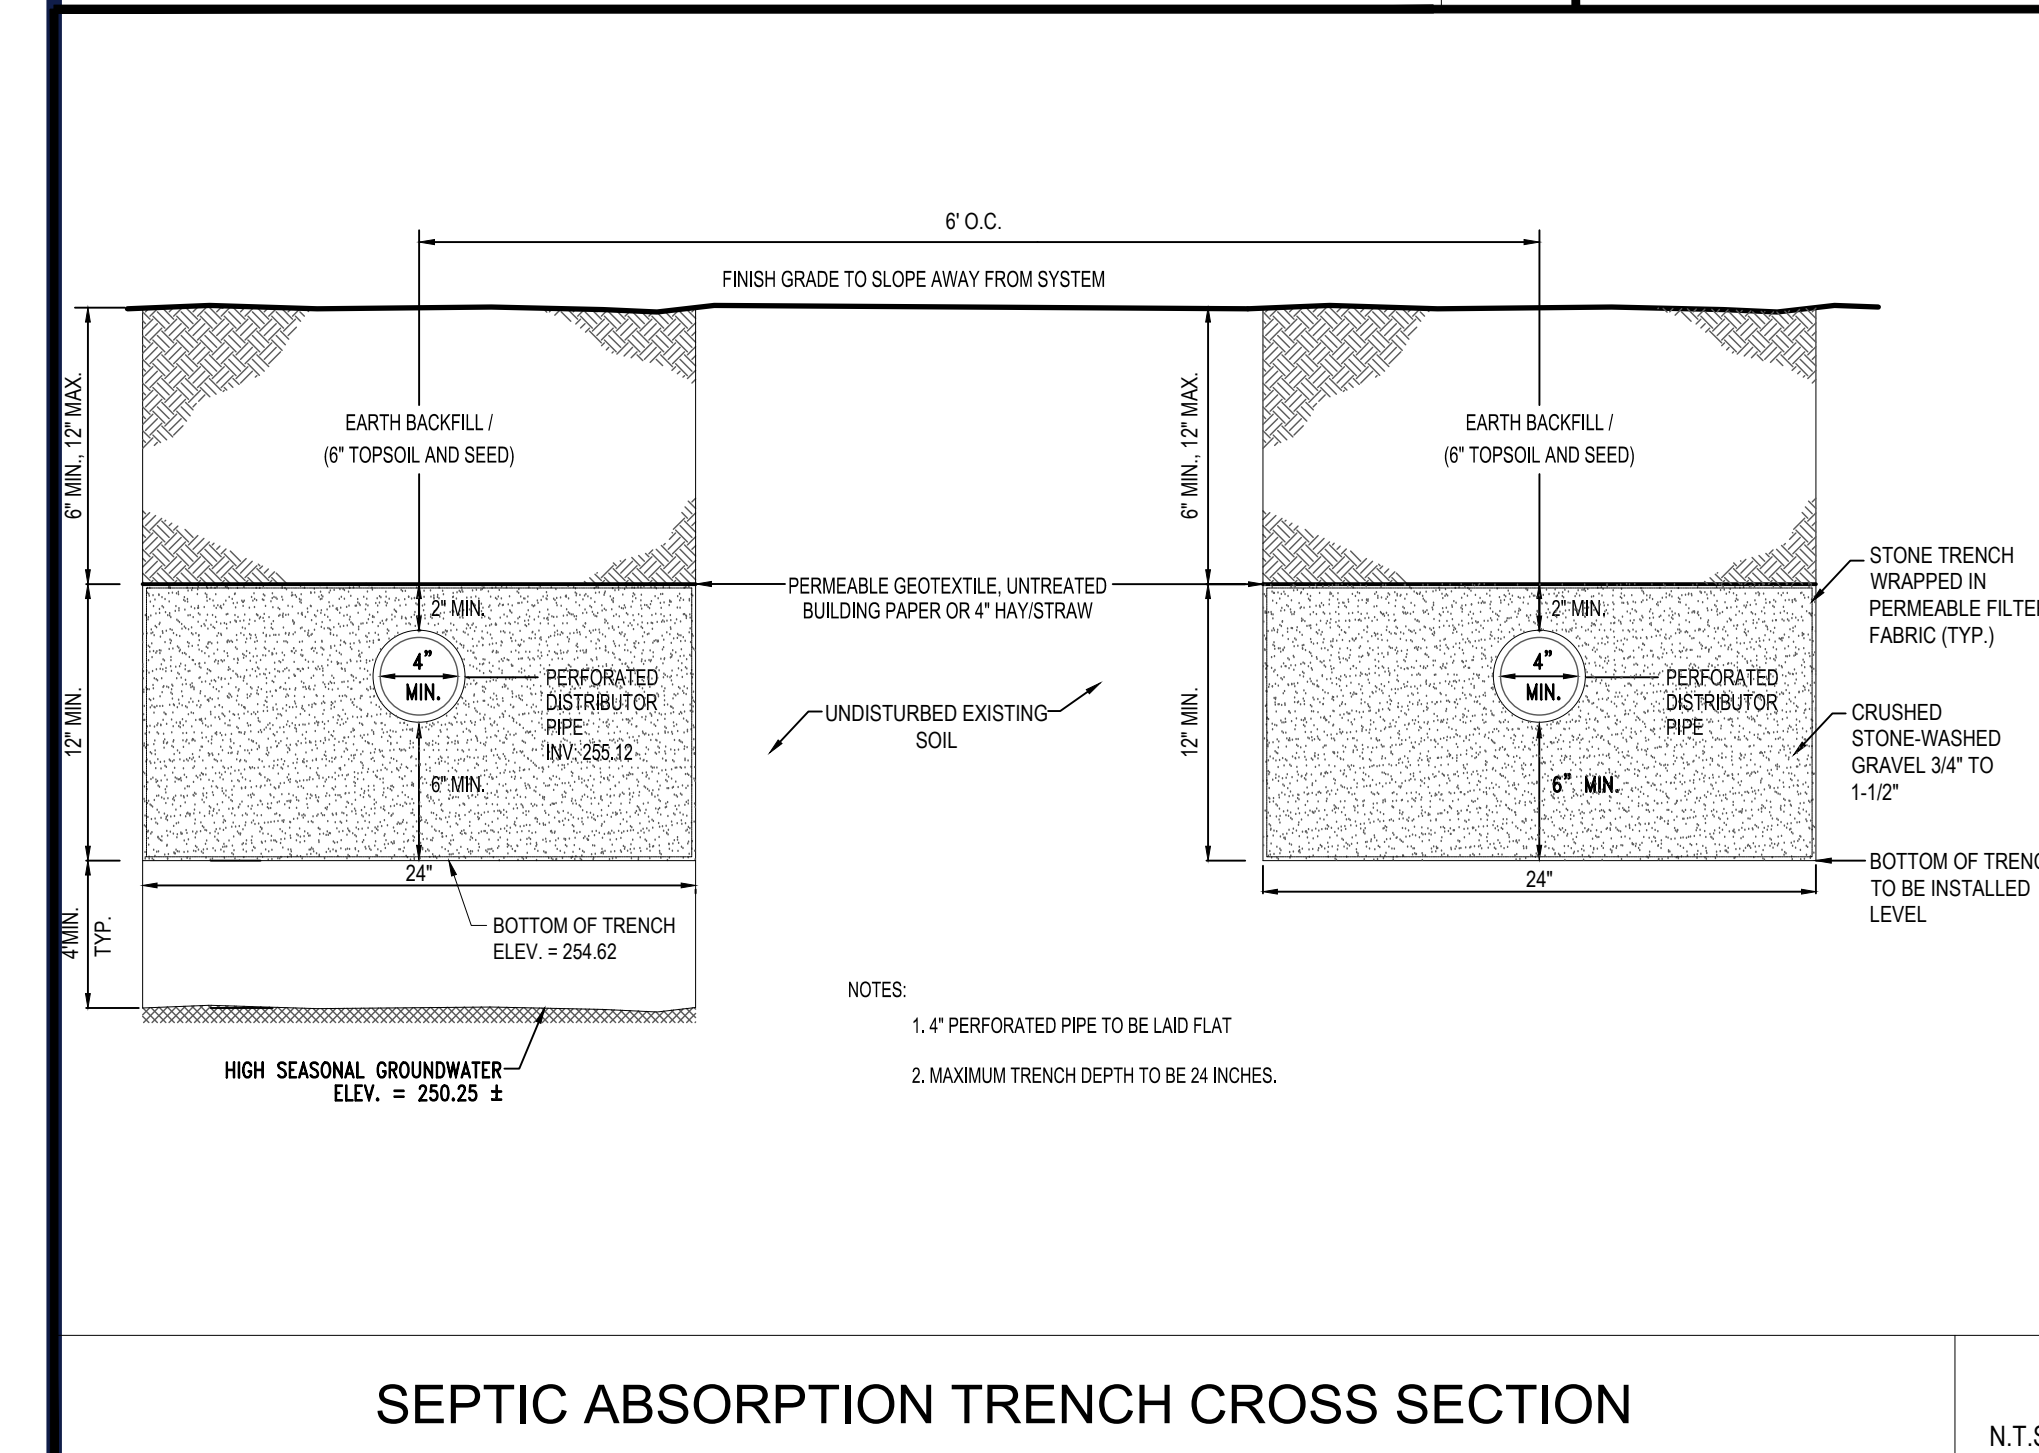 6' O.C.
FINISH GRADE TO SLOPE AWAY FROM SYSTEM
6" MIN., 12" MAX.
EARTH BACKFILL /
(6" TOPSOIL AND SEED)
6" MIN., 12" MAX.
EARTH BACKFILL /
(6" TOPSOIL AND SEED)
PERMEABLE GEOTEXTILE, UNTREATED
BUILDING PAPER OR 4" HAY/STRAW
STONE TRENCH
WRAPPED IN
PERMEABLE FILTER
FABRIC (TYP.)
12" MIN.
2" MIN.
4"
MIN.
PERFORATED
DISTRIBUTOR
PIPE
INV. 255.12
6" MIN.
UNDISTURBED EXISTING
SOIL
12" MIN.
2" MIN.
4"
MIN.
PERFORATED
DISTRIBUTOR
PIPE
6" MIN.
CRUSHED
STONE-WASHED
GRAVEL 3/4" TO
1-1/2"
24"
24"
BOTTOM OF TRENC
TO BE INSTALLED
LEVEL
4'MIN.
TYP.
BOTTOM OF TRENCH
ELEV. = 254.62
HIGH SEASONAL GROUNDWATER
ELEV. = 250.25 ±
NOTES:
1. 4" PERFORATED PIPE TO BE LAID FLAT
2. MAXIMUM TRENCH DEPTH TO BE 24 INCHES.
SEPTIC ABSORPTION TRENCH CROSS SECTION
N.T.S